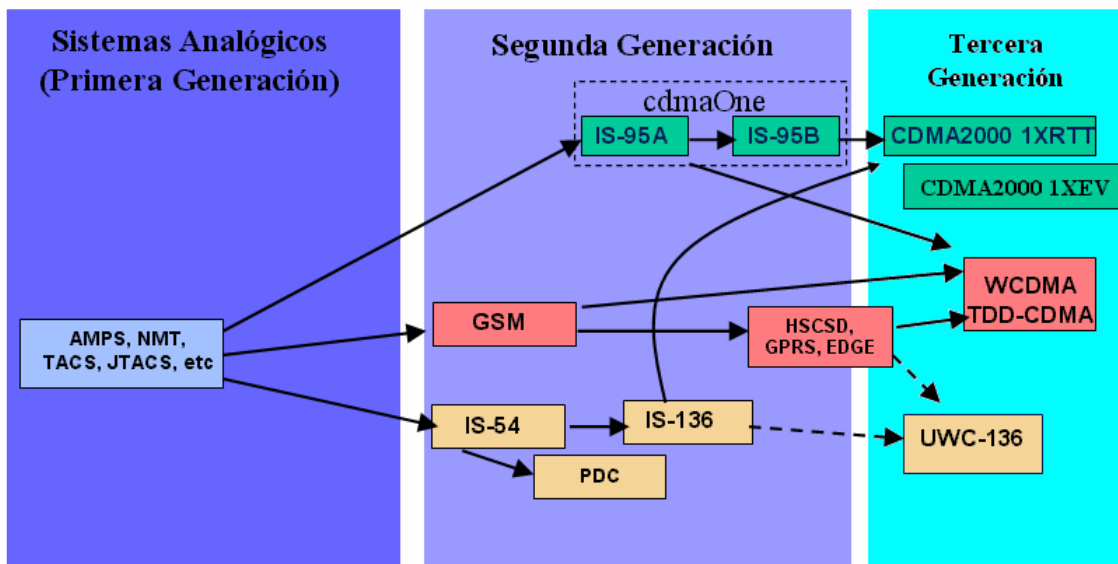 Sistemas Analógicos
(Primera Generación)
Segunda Generación
Tercera
Generación
cdmaOne
IS-95A
IS-95B
CDMA2000 1XRTT
CDMA2000 1XEV
WCDMA
TDD-CDMA
GSM
HSCSD,
GPRS, EDGE
AMPS, NMT,
TACS, JTACS, etc
IS-54
IS-136
UWC-136
PDC